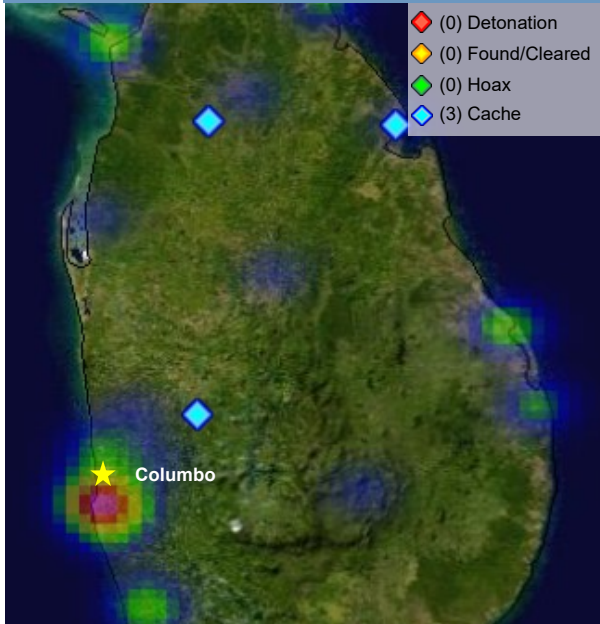 (0) Detonation
(0) Found/Cleared
(0) Hoax
(3) Cache
Columbo